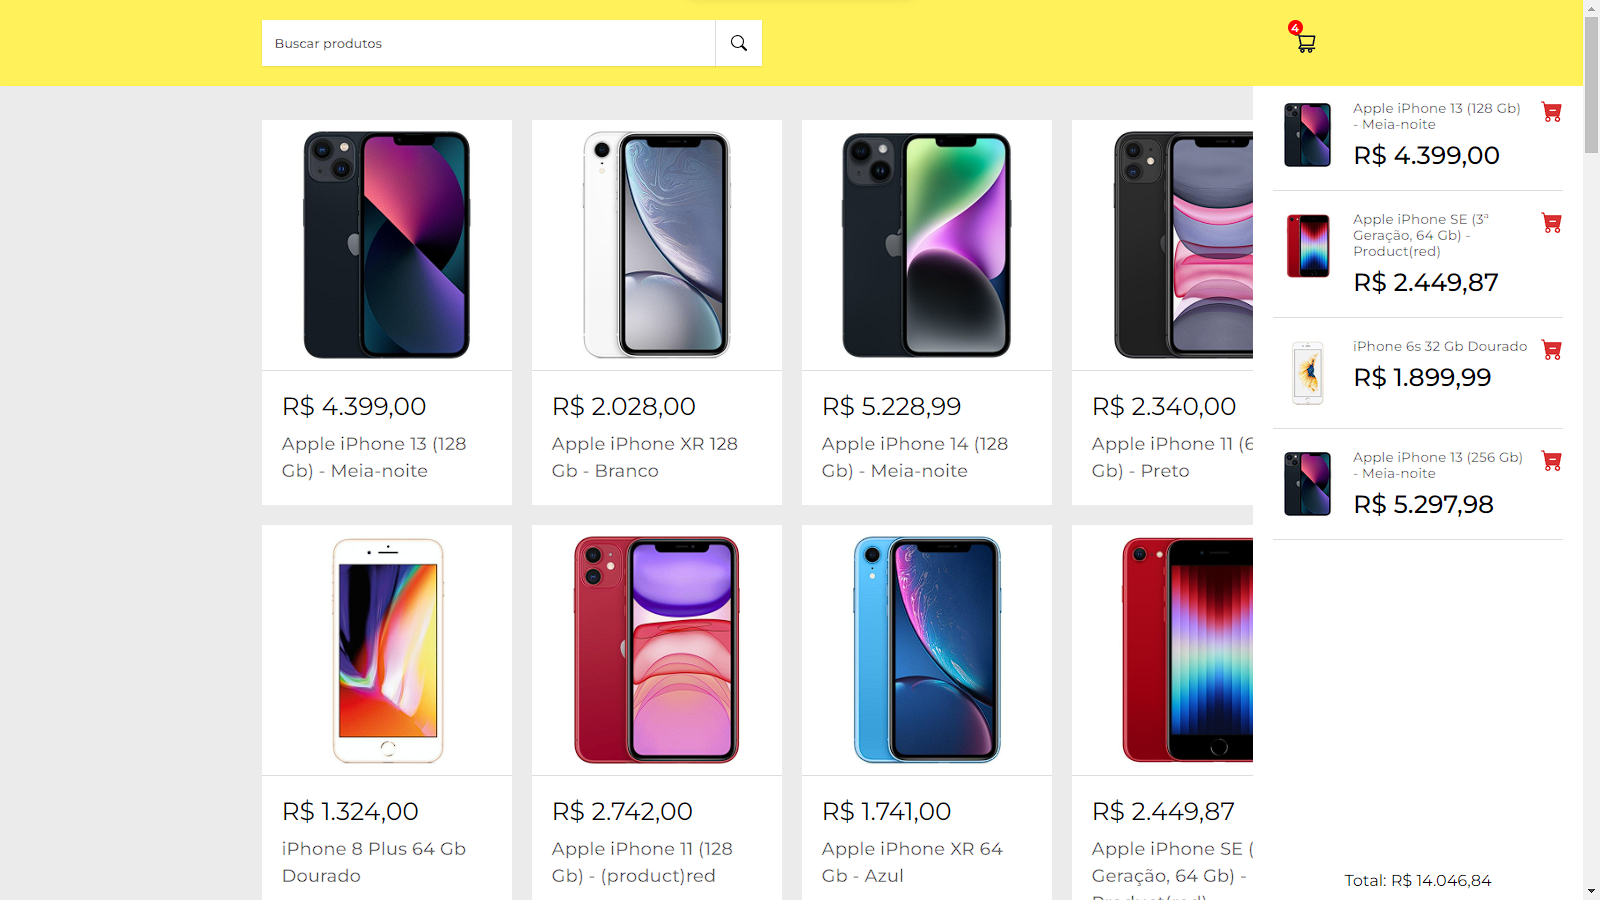 Buscar produtos
4
R$ 4.399,00
Apple iPhone 13 (128
Gb) - Meia-noite
R$ 2.028,00
Apple iPhone XR 128
Gb - Branco
R$ 5.228,99
Apple iPhone 14 (128
Gb) - Meia-noite
R$ 2.340,00
Apple iPhone 11 (6
Gb) - Preto
R$ 1.324,00
iPhone 8 Plus 64 Gb
Dourado
R$ 2.742,00
Apple iPhone 11 (128
Gb) - (product)red
R$ 1.741,00
Apple iPhone XR 64
Gb - Azul
R$ 2.449,87
Apple iPhone SE (
Geração, 64 Gb) -
Product(red)
Apple iPhone 13 (128 Gb)
- Meia-noite
R$ 4.399,00
Apple iPhone SE (3ª
Geração, 64 Gb) -
Product(red)
R$ 2.449,87
iPhone 6s 32 Gb Dourado
R$ 1.899,99
Apple iPhone 13 (256 Gb)
- Meia-noite
R$ 5.297,98
Total: R$ 14.046,84